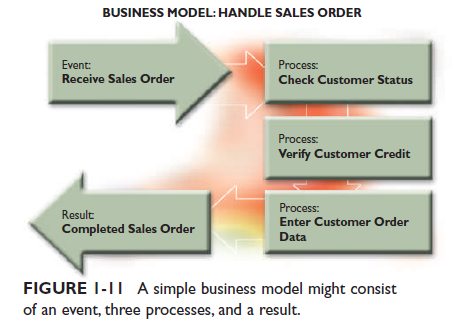 BUSINESS MODEL: HANDLE SALES ORDER
Event:
Receive Sales Order
Process:
Check Customer Status
Process:
Verify Customer Credit
Process:
Enter Customer Order
Data
Result:
Completed Sales Order
FIGURE 1-11 A simple business model might consist
of an event, three processes, and a result.